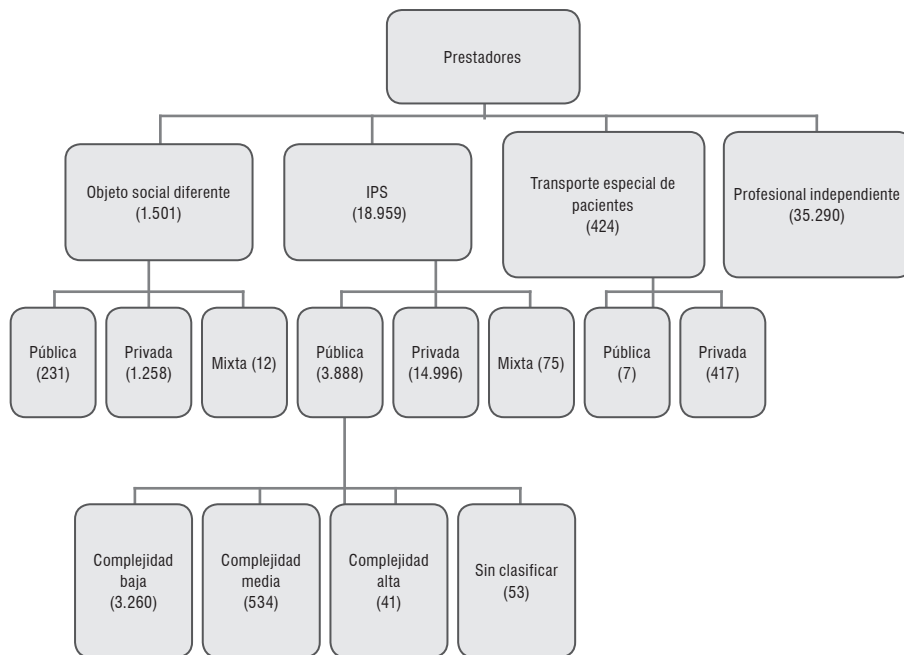 Prestadores
Objeto social diferente
(1.501)
IPS
(18.959)
Transporte especial de
pacientes
(424)
Profesional independiente
(35.290)
Pública
(231)
Privada
(1.258)
Mixta (12)
Pública
(3.888)
Privada
(14.996)
Mixta (75)
Pública
(7)
Privada
(417)
Complejidad
baja
(3.260)
Complejidad
media
(534)
Complejidad
alta
(41)
Sin clasificar
(53)